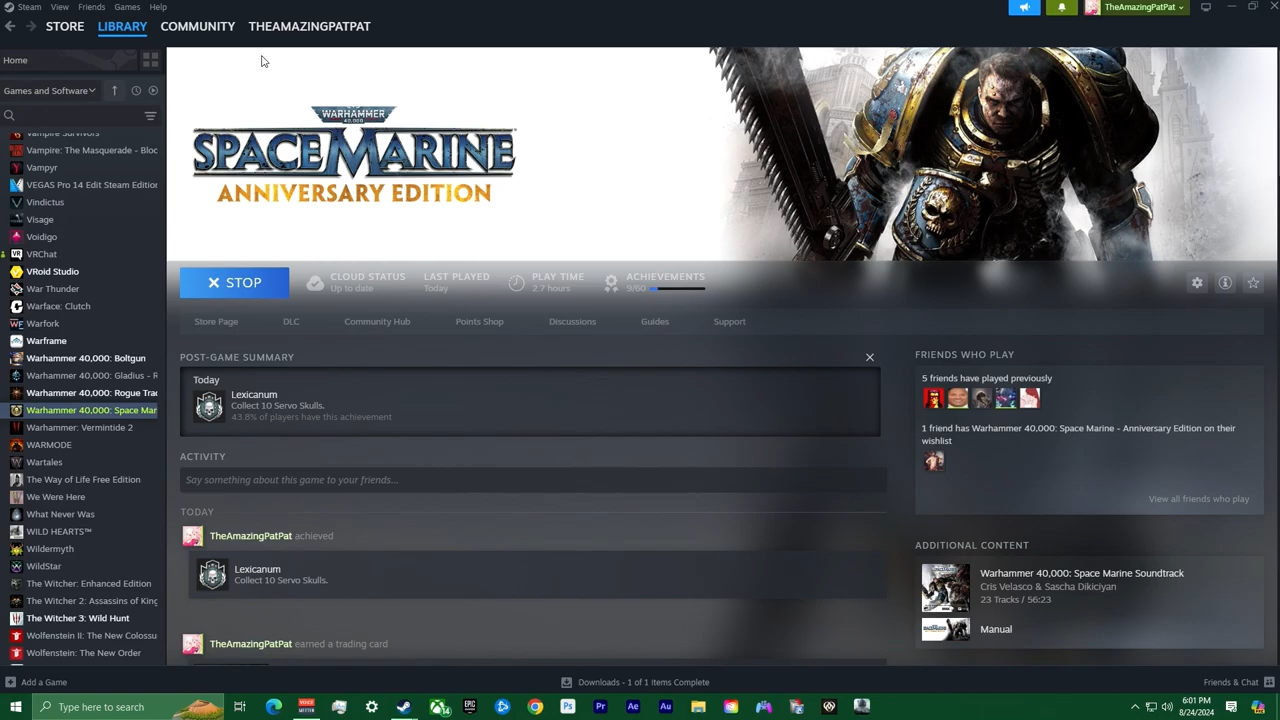 Steam View Friends Games Help
TheAmazingPatPat
STORE LIBRARY COMMUNITY THEAMAZINGPATPAT
Home
Games and Software
Vampire Survivors
Vampire: The Masquerade - Bloc
Vampyr
VEGAS Pro 14 Edit Steam Edition
Vindictus
Visage
Voidigo
VRChat
VRoid Studio
War Thunder
Warface: Clutch
Warfork
Warframe
Warhammer 40,000: Boltgun
Warhammer 40,000: Gladius - R
Warhammer 40,000: Rogue Trad
Warhammer 40,000: Space Mar
Warhammer: Vermintide 2
WARMODE
Wartales
The Way of Life Free Edition
We Were Here
What Never Was
WILD HEARTS™
Wildermyth
WildStar
The Witcher: Enhanced Edition
The Witcher 2: Assassins of King
The Witcher 3: Wild Hunt
Wolfenstein II: The New Colossu
Wolfenstein: The New Order
WARHAMMER
40,000
SPACE MARINE
ANNIVERSARY EDITION
STOP
CLOUD STATUS
Up to date
LAST PLAYED
Today
PLAY TIME
2.7 hours
ACHIEVEMENTS
9/60
Store Page DLC Community Hub Points Shop Discussions Guides Support
POST-GAME SUMMARY
Today
Lexicanum
Collect 10 Servo Skulls.
43.8% of players have this achievement
ACTIVITY
Say something about this game to your friends...
TODAY
TheAmazingPatPat achieved
Lexicanum
Collect 10 Servo Skulls.
TheAmazingPatPat earned a trading card
FRIENDS WHO PLAY
5 friends have played previously
1 friend has Warhammer 40,000: Space Marine - Anniversary Edition on their
wishlist
View all friends who play
ADDITIONAL CONTENT
Warhammer 40,000: Space Marine Soundtrack
Cris Velasco & Sascha Dikiciyan
23 Tracks / 56:23
Manual
Add a Game
Downloads - 1 of 1 Items Complete
Friends & Chat
Type here to search
6:01 PM
8/24/2024